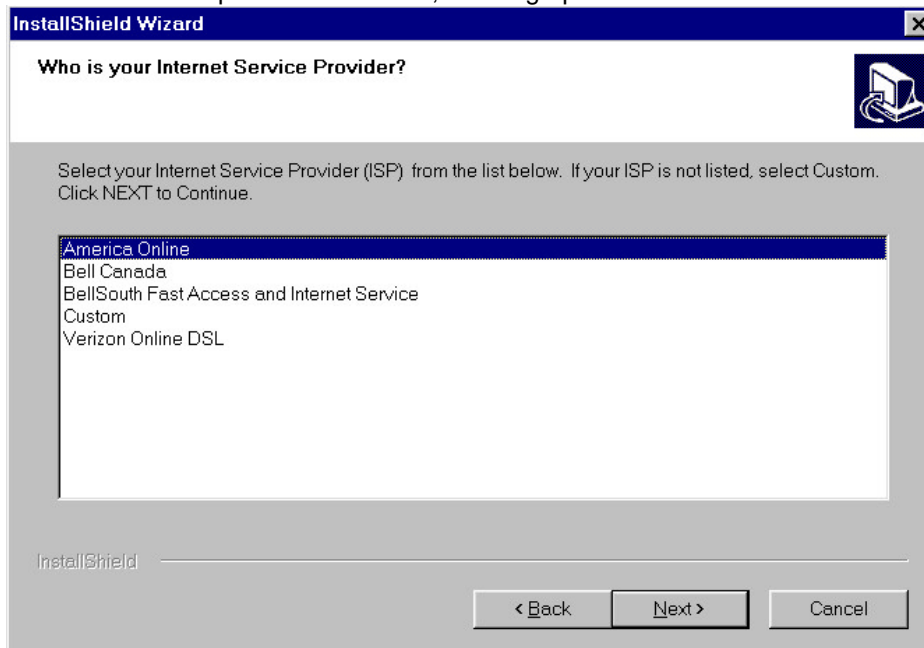 InstallShield Wizard
Who is your Internet Service Provider?
Select your Internet Service Provider (ISP) from the list below. If your ISP is not listed, select Custom.
Click NEXT to Continue.
America Online
Bell Canada
BellSouth Fast Access and Internet Service
Custom
Verizon Online DSL
InstallShield
< Back
Next >
Cancel